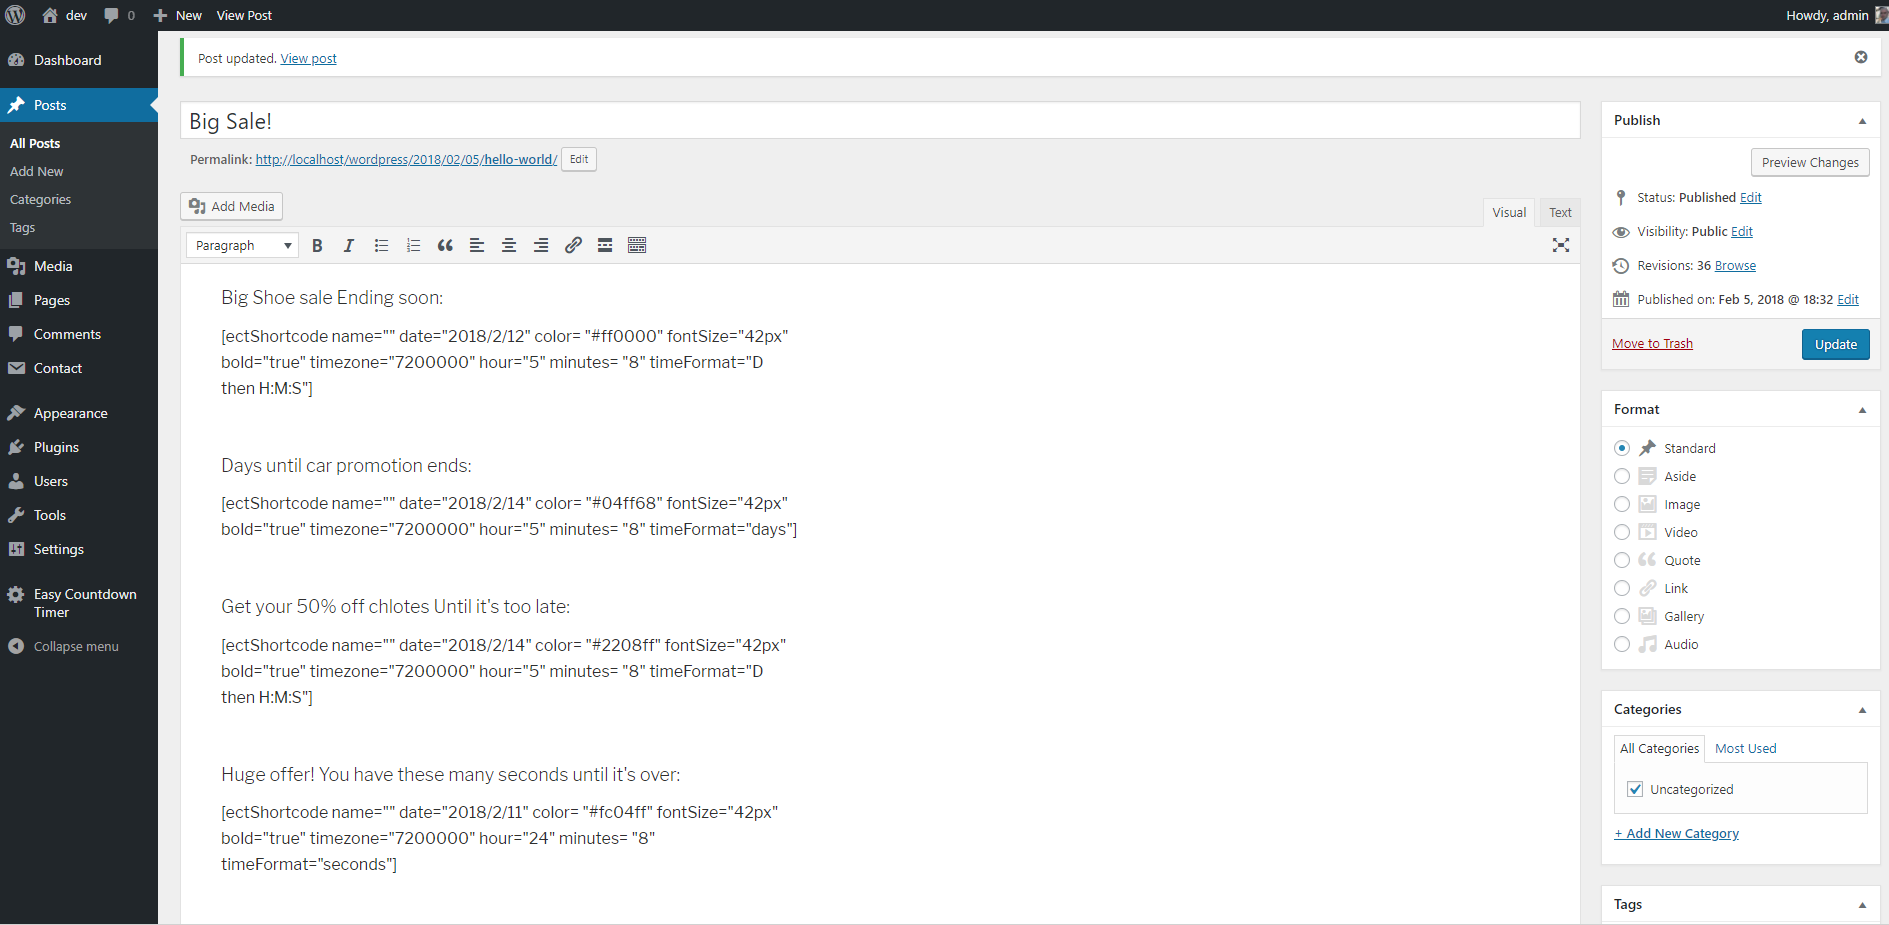 dev 0 New View Post Howdy, admin
Dashboard
Posts
All Posts
Add New
Categories
Tags
Media
Pages
Comments
Contact
Appearance
Plugins
Users
Tools
Settings
Easy Countdown
Timer
Collapse menu
Post updated. View post
Big Sale!
Permalink: http://localhost/wordpress/2018/02/05/hello-world/ Edit
Add Media
Visual Text
Paragraph
Big Shoe sale Ending soon:
[ectShortcode name="" date="2018/2/12" color= "#ff0000" fontSize="42px"
bold="true" timezone="7200000" hour="5" minutes= "8" timeFormat="D
then H:M:S"]
Days until car promotion ends:
[ectShortcode name="" date="2018/2/14" color= "#04ff68" fontSize="42px"
bold="true" timezone="7200000" hour="5" minutes= "8" timeFormat="days"]
Get your 50% off chlotes Until it's too late:
[ectShortcode name="" date="2018/2/14" color= "#2208ff" fontSize="42px"
bold="true" timezone="7200000" hour="5" minutes= "8" timeFormat="D
then H:M:S"]
Huge offer! You have these many seconds until it's over:
[ectShortcode name="" date="2018/2/11" color= "#fc04ff" fontSize="42px"
bold="true" timezone="7200000" hour="24" minutes= "8"
timeFormat="seconds"]
Publish
Preview Changes
Status: Published Edit
Visibility: Public Edit
Revisions: 36 Browse
Published on: Feb 5, 2018 @ 18:32 Edit
Move to Trash Update
Format
Standard
Aside
Image
Video
Quote
Link
Gallery
Audio
Categories
All Categories Most Used
Uncategorized
+ Add New Category
Tags